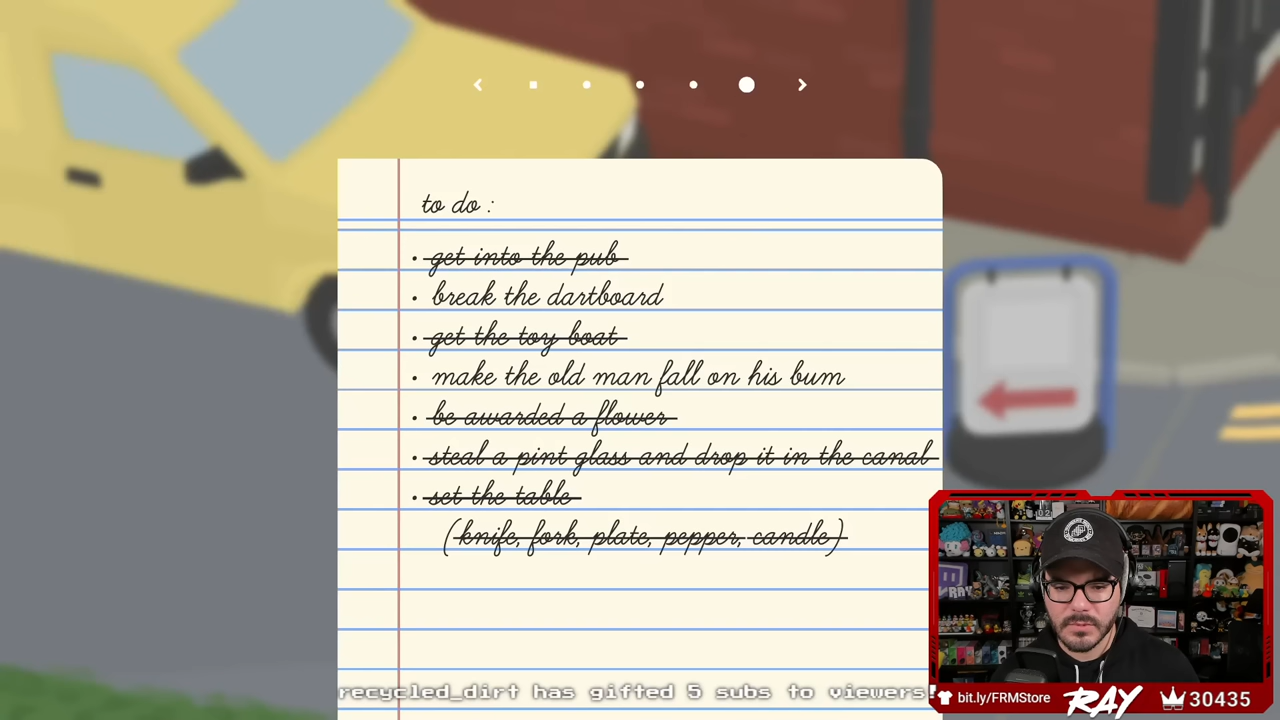 to do :
• get into the pub
• break the dartboard
• get the toy boat
• make the old man fall on his bum
• be awarded a flower
• steal a pint glass and drop it in the canal
• set the table
(knife, fork, plate, pepper, candle)
recycled_dirt has gifted 5 subs to viewers!
bit.ly/FRMStore RAY 30435